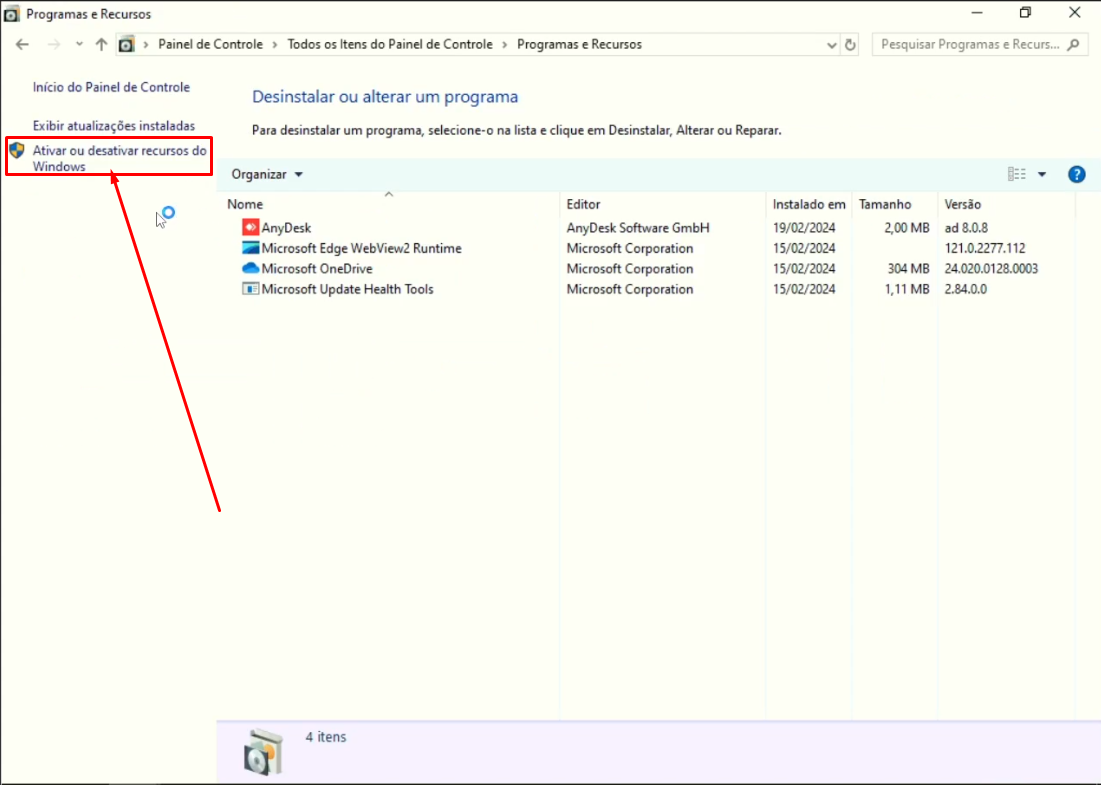 Programas e Recursos
Painel de Controle > Todos os Itens do Painel de Controle > Programas e Recursos
Pesquisar Programas e Recurs...
Início do Painel de Controle
Exibir atualizações instaladas
Ativar ou desativar recursos do
Windows
Desinstalar ou alterar um programa
Para desinstalar um programa, selecione-o na lista e clique em Desinstalar, Alterar ou Reparar.
Organizar
Nome Editor Instalado em Tamanho Versão
AnyDesk AnyDesk Software GmbH 19/02/2024 2,00 MB ad 8.0.8
Microsoft Edge WebView2 Runtime Microsoft Corporation 15/02/2024 121.0.2277.112
Microsoft OneDrive Microsoft Corporation 15/02/2024 304 MB 24.020.0128.0003
Microsoft Update Health Tools Microsoft Corporation 15/02/2024 1,11 MB 2.84.0.0
4 itens